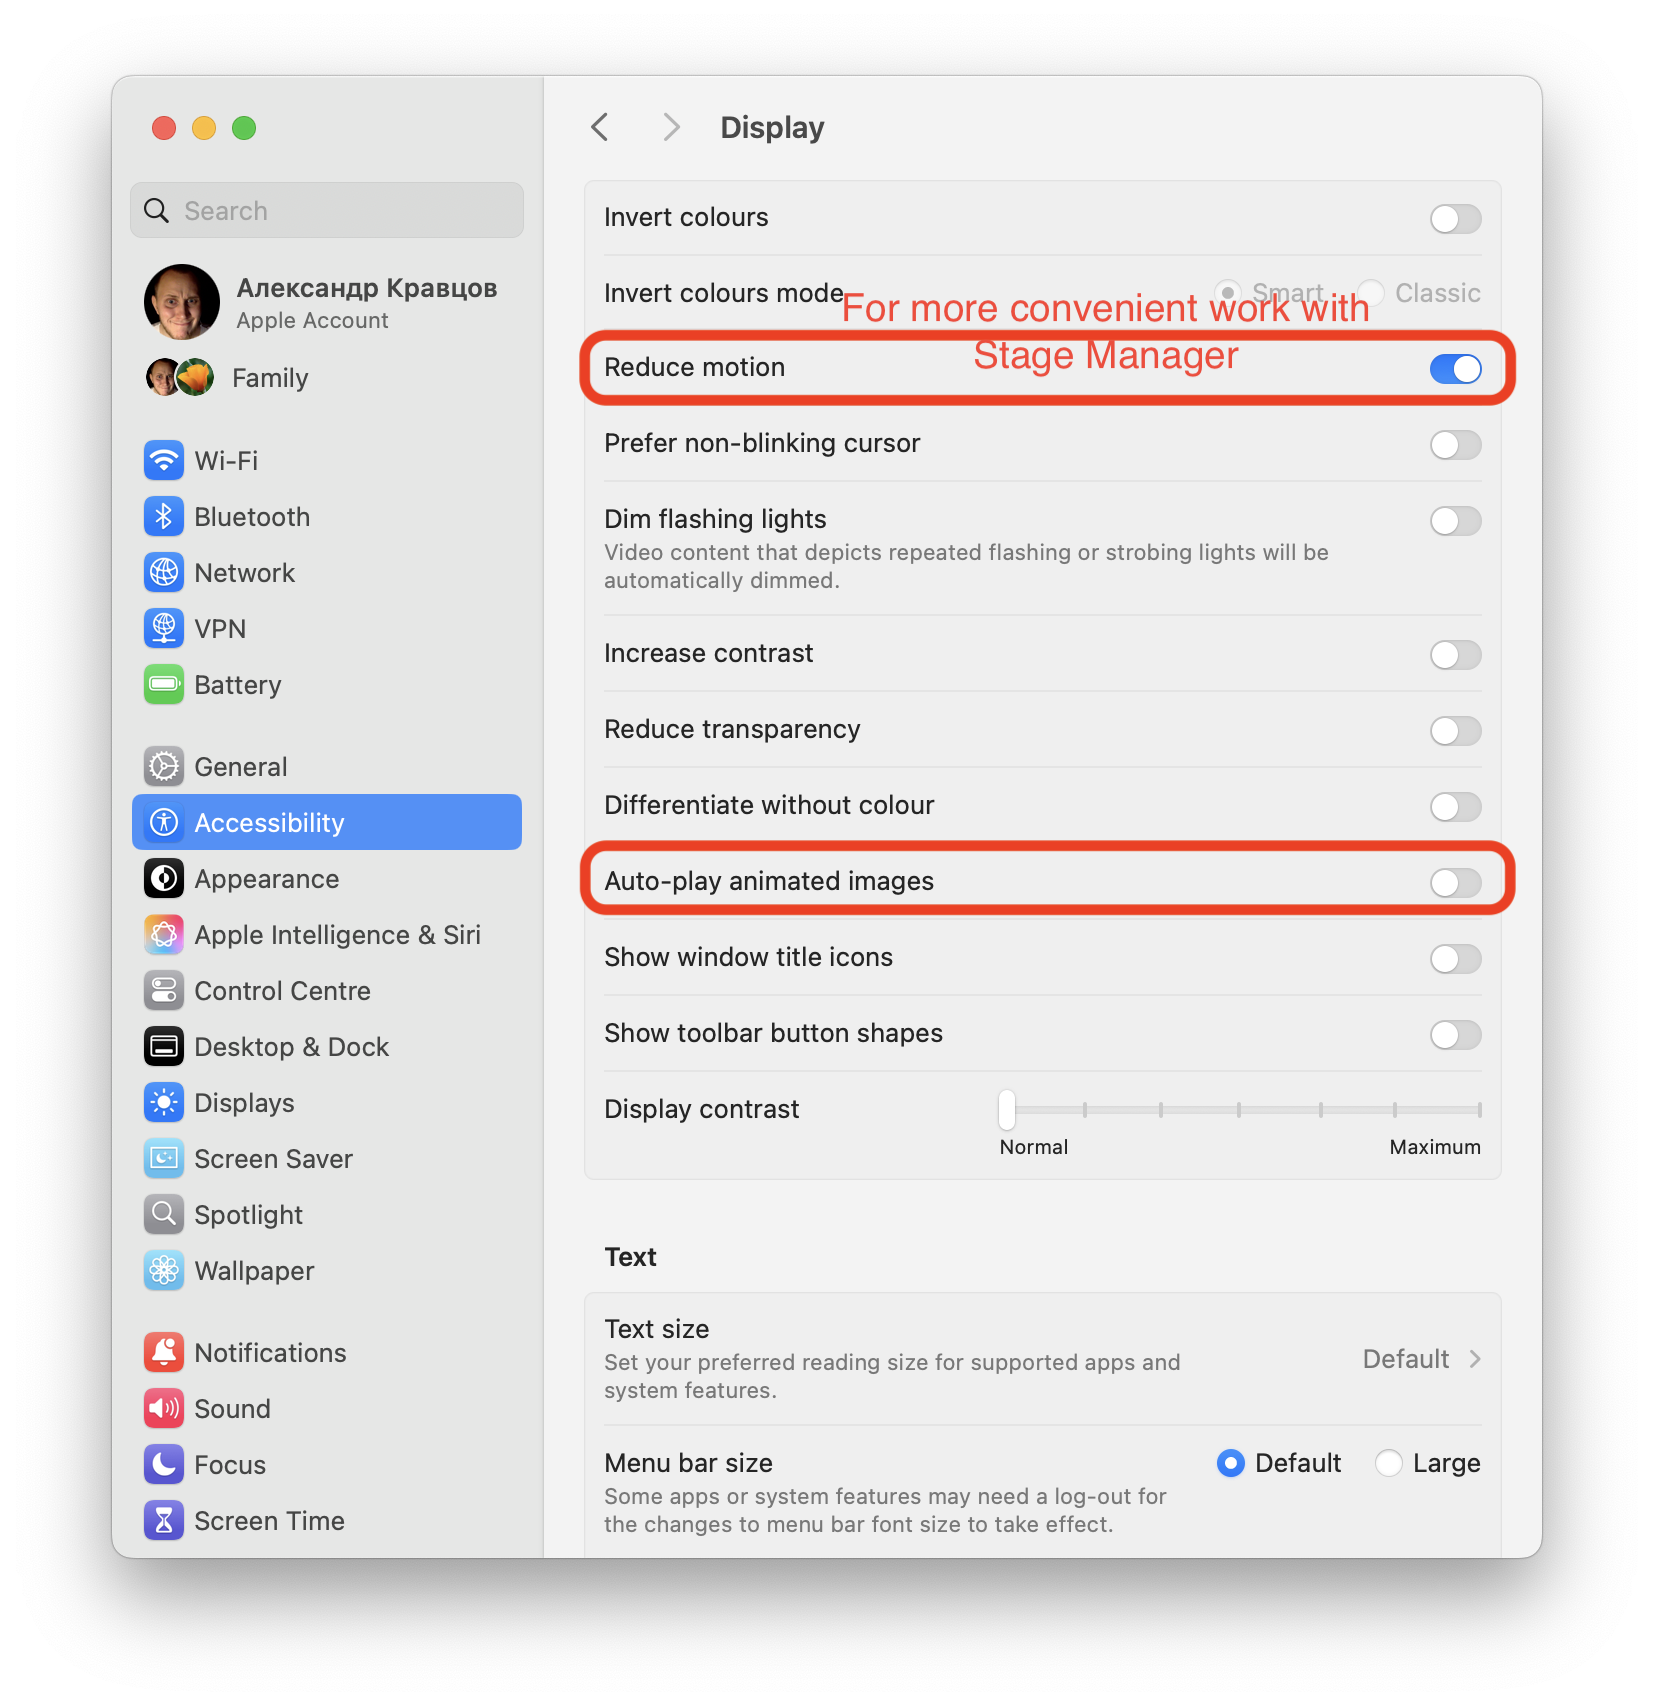 Display
Search
Александр Кравцов
Apple Account
Family
Wi-Fi
Bluetooth
Network
VPN
Battery
General
Accessibility
Appearance
Apple Intelligence & Siri
Control Centre
Desktop & Dock
Displays
Screen Saver
Spotlight
Wallpaper
Notifications
Sound
Focus
Screen Time
Invert colours
Invert colours mode
Smart
Classic
For more convenient work with
Stage Manager
Reduce motion
Prefer non-blinking cursor
Dim flashing lights
Video content that depicts repeated flashing or strobing lights will be
automatically dimmed.
Increase contrast
Reduce transparency
Differentiate without colour
Auto-play animated images
Show window title icons
Show toolbar button shapes
Display contrast
Normal
Maximum
Text
Text size
Set your preferred reading size for supported apps and
system features.
Default
Menu bar size
Default
Large
Some apps or system features may need a log-out for
the changes to menu bar font size to take effect.